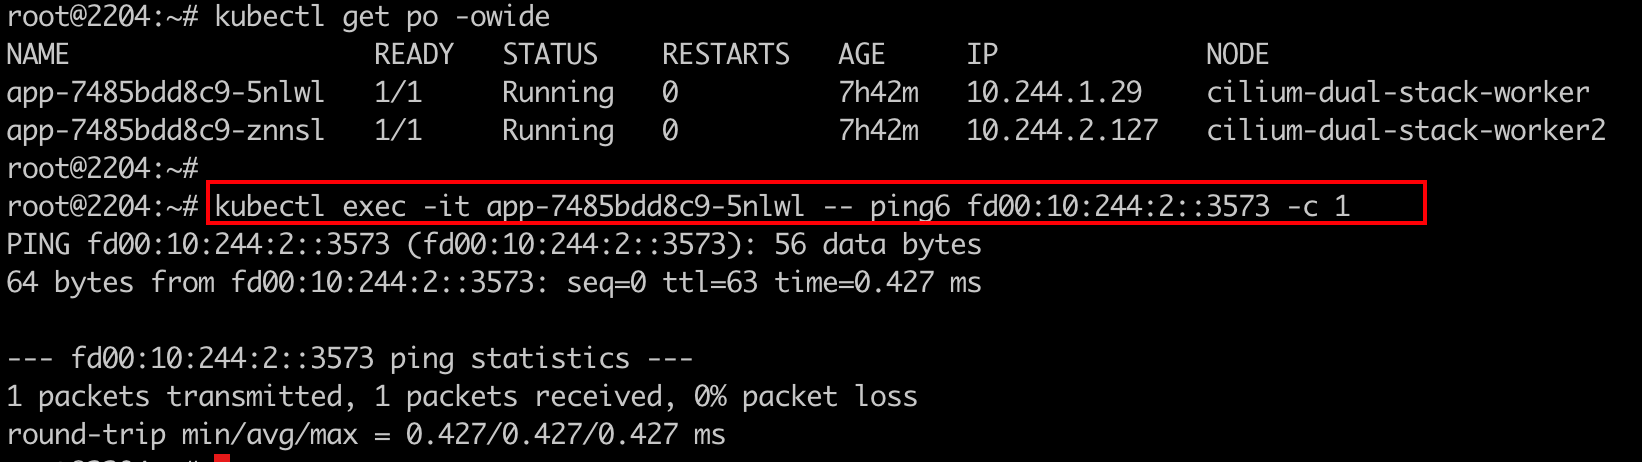 root@2204:~# kubectl get po -owide
NAME                   READY   STATUS    RESTARTS   AGE     IP             NODE
app-7485bdd8c9-5nlwl   1/1     Running   0          7h42m   10.244.1.29    cilium-dual-stack-worker
app-7485bdd8c9-znnsl   1/1     Running   0          7h42m   10.244.2.127   cilium-dual-stack-worker2
root@2204:~#
root@2204:~# kubectl exec -it app-7485bdd8c9-5nlwl -- ping6 fd00:10:244:2::3573 -c 1
PING fd00:10:244:2::3573 (fd00:10:244:2::3573): 56 data bytes
64 bytes from fd00:10:244:2::3573: seq=0 ttl=63 time=0.427 ms

--- fd00:10:244:2::3573 ping statistics ---
1 packets transmitted, 1 packets received, 0% packet loss
round-trip min/avg/max = 0.427/0.427/0.427 ms